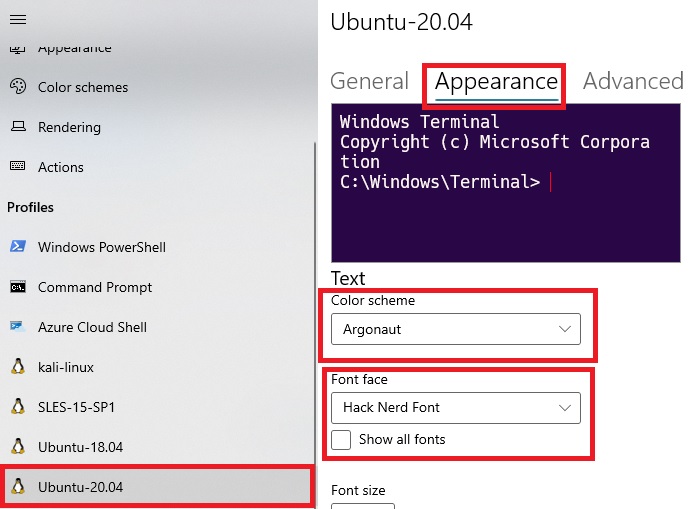 Appearance
Color schemes
Rendering
Actions
Profiles
Windows PowerShell
Command Prompt
Azure Cloud Shell
kali-linux
SLES-15-SP1
Ubuntu-18.04
Ubuntu-20.04
Ubuntu-20.04
General Appearance Advanced
Windows Terminal
Copyright (c) Microsoft Corpora
tion
C:\Windows\Terminal>
Text
Color scheme
Argonaut
Font face
Hack Nerd Font
Show all fonts
Font size